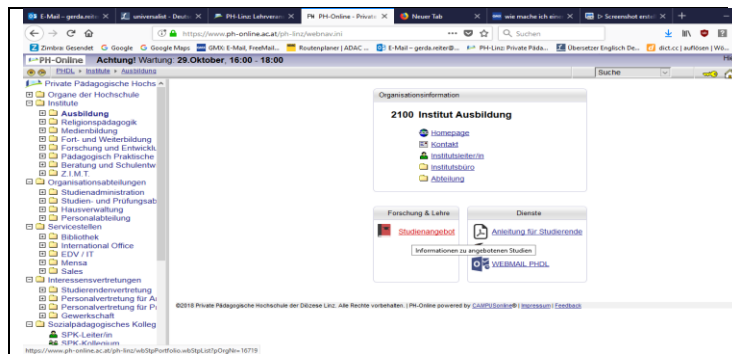 E-Mail – gerda.reite
universalist - Deuts
PH-Linz: Lehrveran
PH-Online - Private
Neuer Tab
wie mache ich eine
▷ Screenshot erste
https://www.ph-online.ac.at/ph-linz/webnav.ini
Suchen
Zimbra: Gesendet G Google G Google Maps GMX: E-Mail, FreeMail... Routenplaner | ADAC ... E-Mail – gerda.reiter@... PH-Linz: Private Päda... Übersetzer Englisch De... dict.cc | auflösen | Wö...
PH-Online Achtung! Wartung: 29.Oktober, 16:00 - 18:00
PHDL ▸ Institute ▸ Ausbildung
Suche
Private Pädagogische Hochs
Organe der Hochschule
Institute
Ausbildung
Religionspädagogik
Medienbildung
Fort- und Weiterbildung
Forschung und Entwicklu
Pädagogisch Praktische
Beratung und Schulentw
Z.I.M.T.
Organisationsabteilungen
Studienadministration
Studien- und Prüfungsab
Hausverwaltung
Personalabteilung
Servicestellen
Bibliothek
International Office
EDV / IT
Mensa
Sales
Interessensvertretungen
Studierendenvertretung
Personalvertretung für A
Personalvertretung für P
Gewerkschaft
Sozialpädagogisches Kolleg
SPK-Leiter/in
SPK-Kollegium
Organisationsinformation
2100 Institut Ausbildung
Homepage
Kontakt
Institutsleiter/in
Institutsbüro
Abteilung
Forschung & Lehre
Studienangebot
Informationen zu angebotenen Studien
Dienste
Anleitung für Studierende
WEBMAIL PHDL
©2018 Private Pädagogische Hochschule der Diözese Linz. Alle Rechte vorbehalten. | PH-Online powered by CAMPUSonline® | Impressum | Feedback
https://www.ph-online.ac.at/ph-linz/wbStpPortfolio.wbStpList?pOrgNr=16719